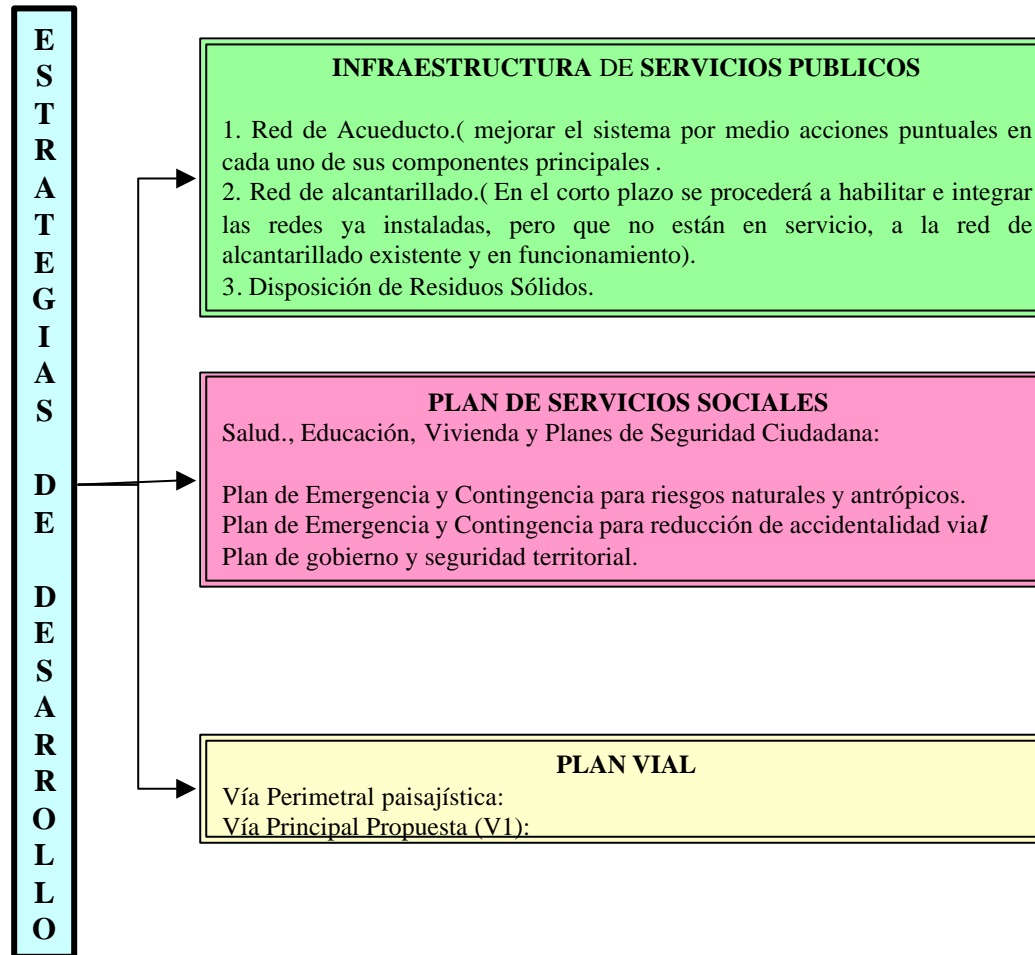 ESTRATEGIAS DE DESARROLLO
INFRAESTRUCTURA DE SERVICIOS PUBLICOS
1. Red de Acueducto.( mejorar el sistema por medio acciones puntuales en
cada uno de sus componentes principales .
2. Red de alcantarillado.( En el corto plazo se procederá a habilitar e integrar
las redes ya instaladas, pero que no están en servicio, a la red de
alcantarillado existente y en funcionamiento).
3. Disposición de Residuos Sólidos.
PLAN DE SERVICIOS SOCIALES
Salud., Educación, Vivienda y Planes de Seguridad Ciudadana:
Plan de Emergencia y Contingencia para riesgos naturales y antrópicos.
Plan de Emergencia y Contingencia para reducción de accidentalidad vial
Plan de gobierno y seguridad territorial.
PLAN VIAL
Vía Perimetral paisajística:
Vía Principal Propuesta (V1):